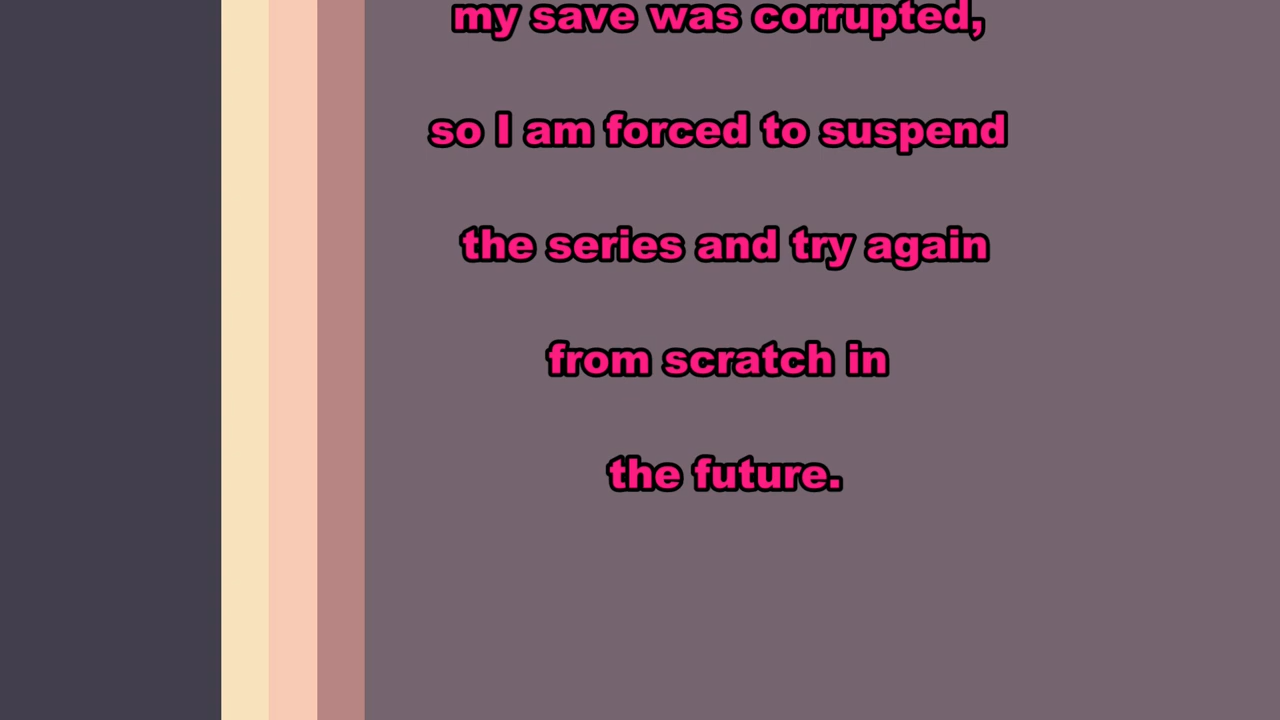 my save was corrupted,
so I am forced to suspend
the series and try again
from scratch in
the future.